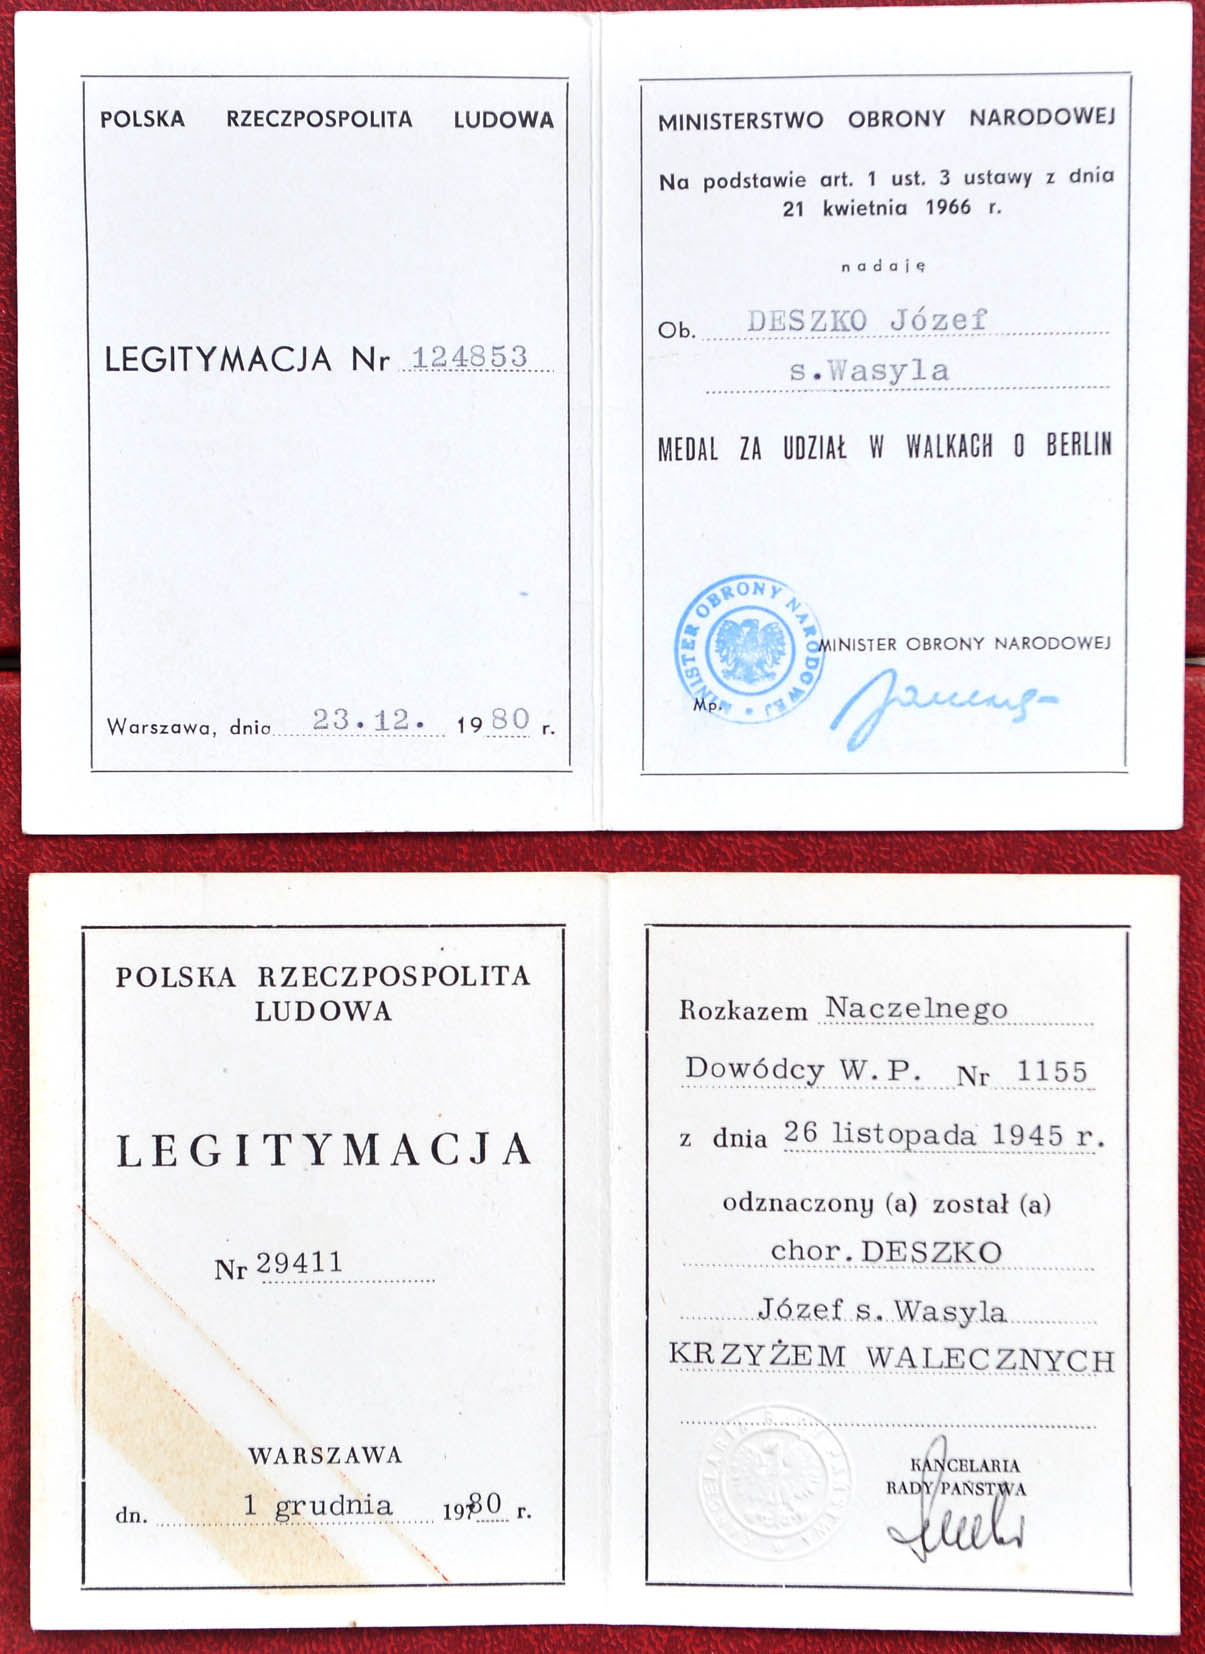 POLSKA RZECZPOSPOLITA LUDOWA
LEGITYMACJA Nr 124853
Warszawa, dnia 23.12. 1980 r.
MINISTERSTWO OBRONY NARODOWEJ
Na podstawie art. 1 ust. 3 ustawy z dnia
21 kwietnia 1966 r.
nadaję
Ob. DESZKO Józef
s.Wasyla
MEDAL ZA UDZIAŁ W WALKACH O BERLIN
MINISTER OBRONY NARODOWEJ
MINISTER OBRONY NARODOWEJ
Mp.
POLSKA RZECZPOSPOLITA
LUDOWA
LEGITYMACJA
Nr 29411
WARSZAWA
dn. 1 grudnia 1980 r.
Rozkazem Naczelnego
Dowódcy W.P. Nr 1155
z dnia 26 listopada 1945 r.
odznaczony (a) został (a)
chor. DESZKO
Józef s. Wasyla
KRZYŻEM WALECZNYCH
KANCELARIA
RADY PAŃSTWA